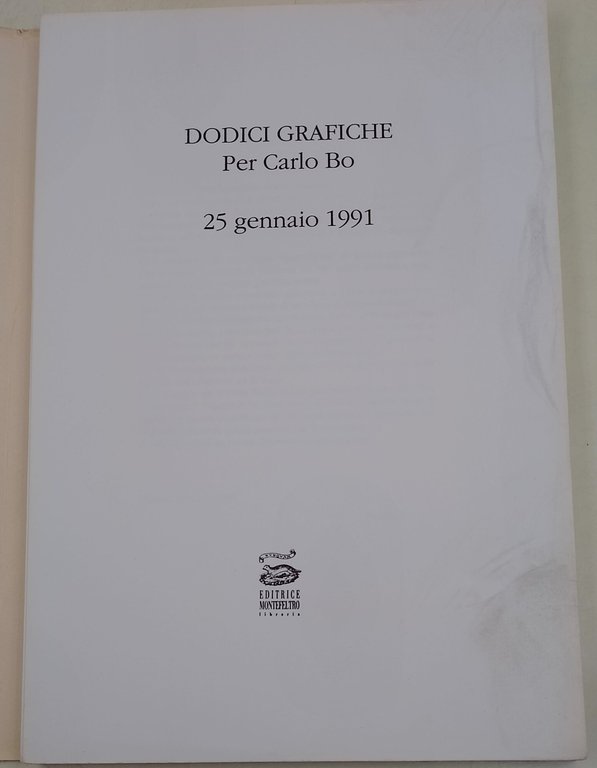 DODICI GRAFICHE
Per Carlo Bo
25 gennaio 1991
EDITRICE
MONTEFELTRO
libreria